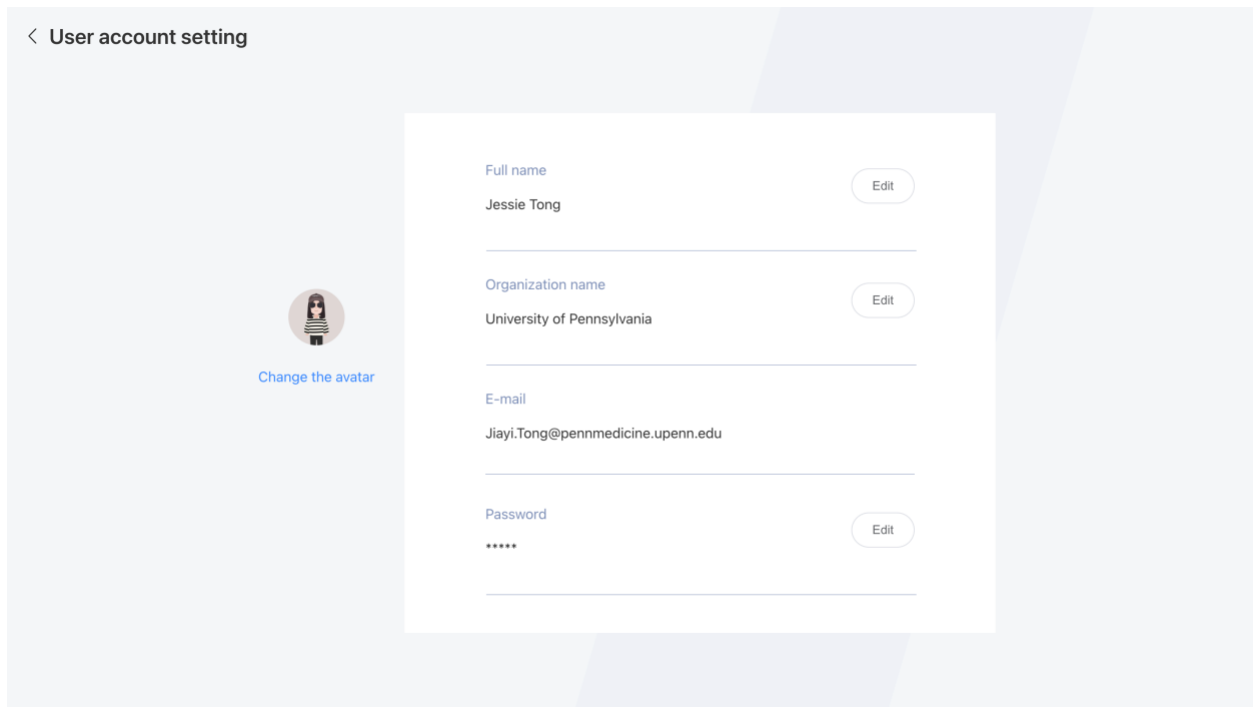 User account setting
Full name
Edit
Jessie Tong
Organization name
Edit
University of Pennsylvania
Change the avatar
E-mail
Jiayi.Tong@pennmedicine.upenn.edu
Password
Edit
*****